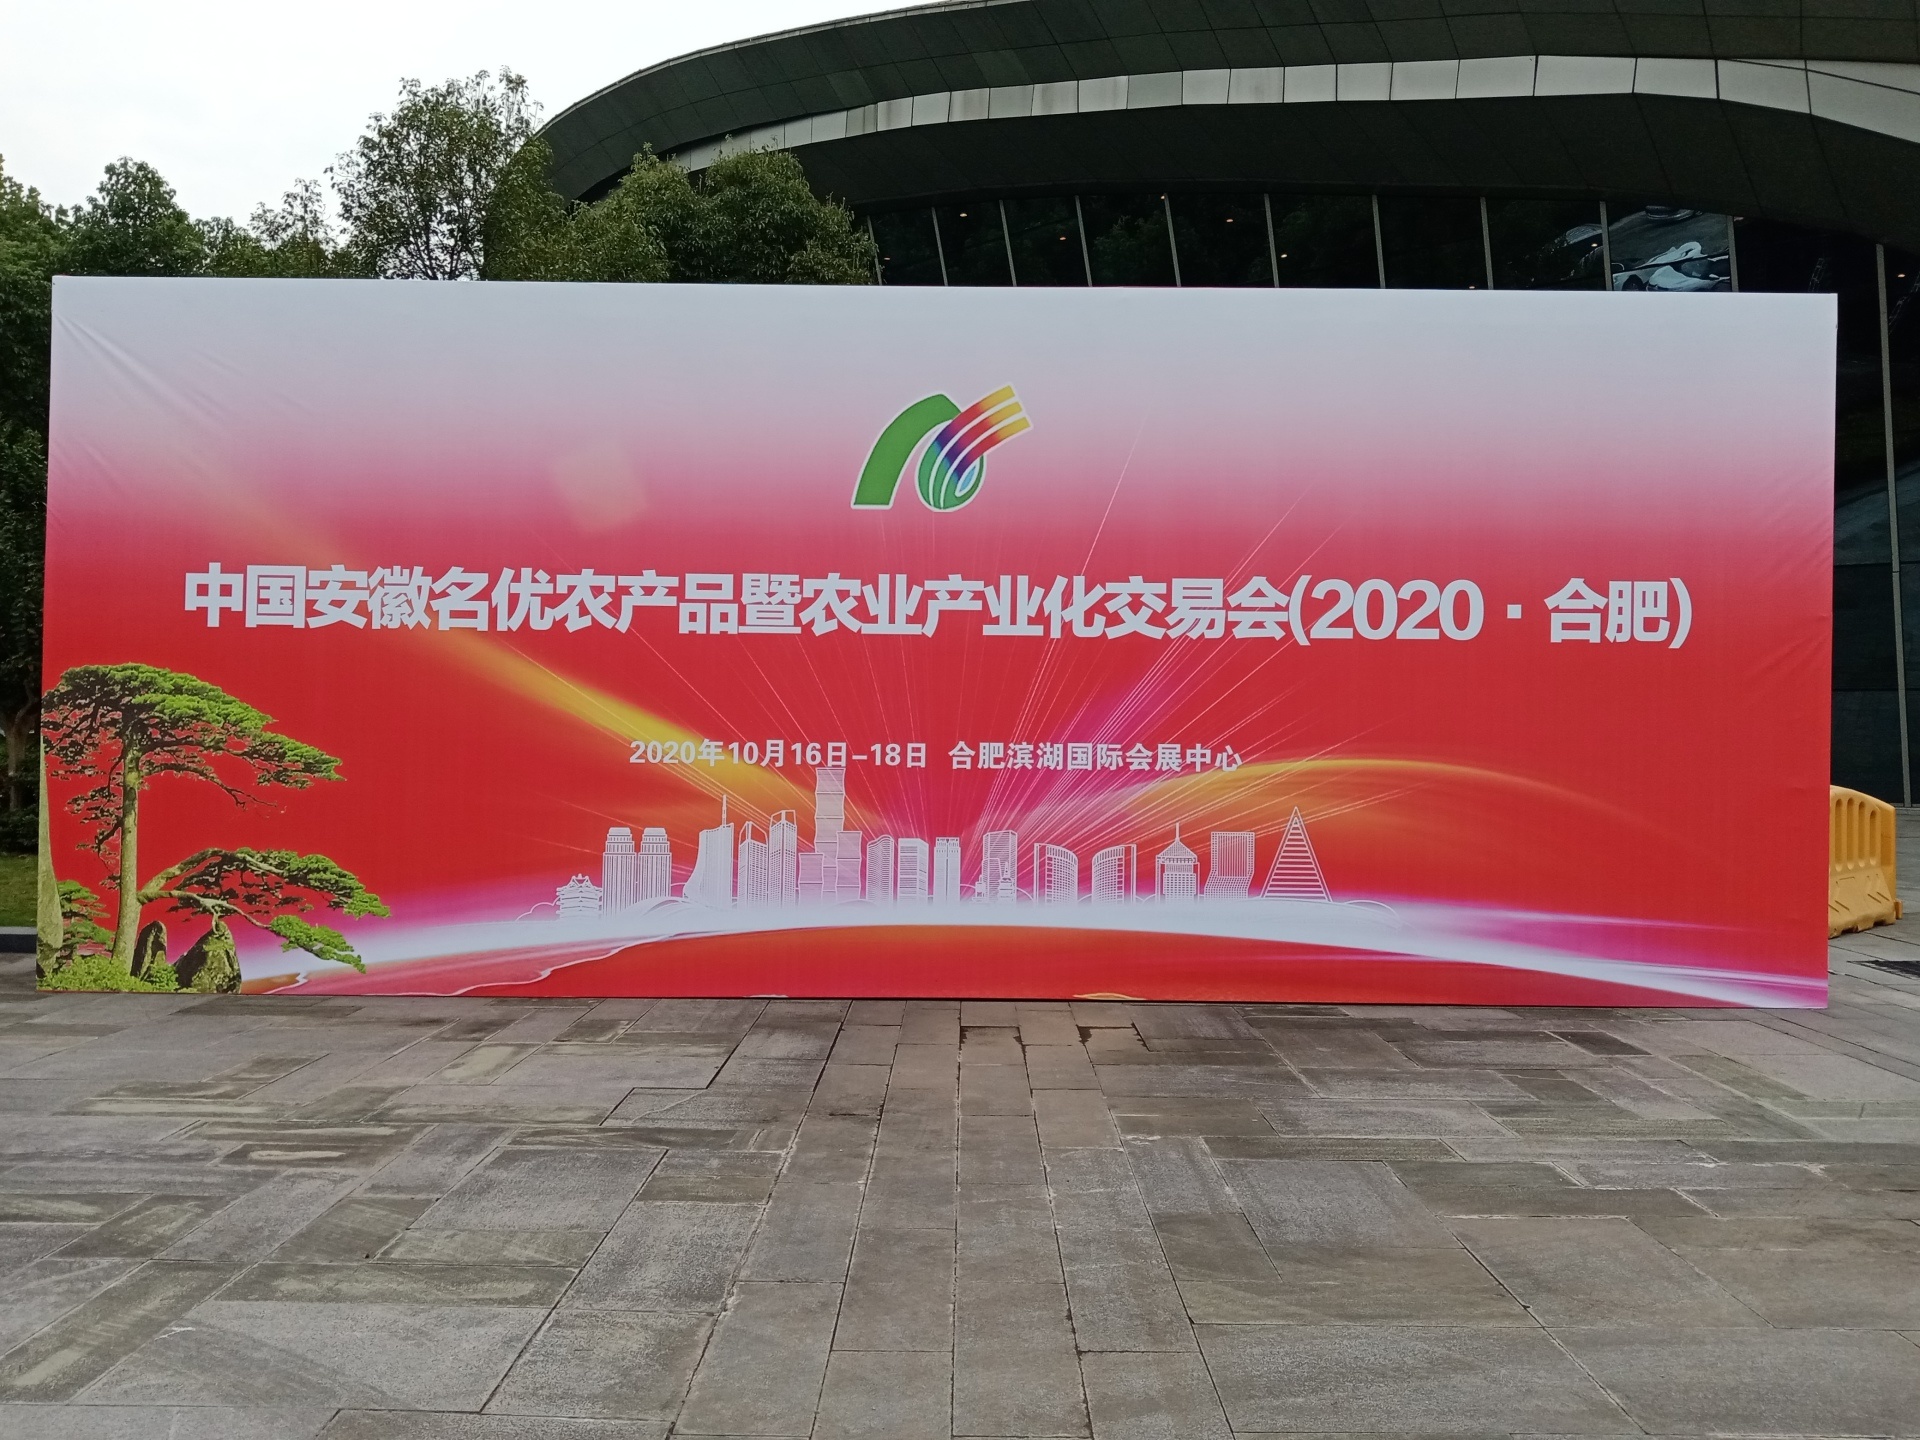 中国安徽名优农产品暨农业产业化交易会(2020·合肥)
2020年10月16日-18日 合肥滨湖国际会展中心